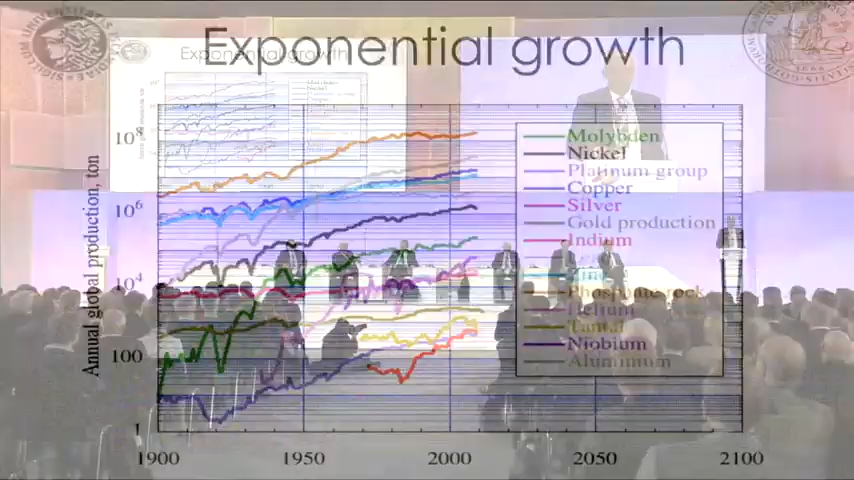 Exponential growth
Annual global production, ton
10⁸
10⁶
10⁴
100
1
1900
1950
2000
2050
2100
Molybden
Nickel
Platinum group
Copper
Silver
Gold production
Indium
Zinc
Phosphate rock
Helium
Tantal
Niobium
Aluminium